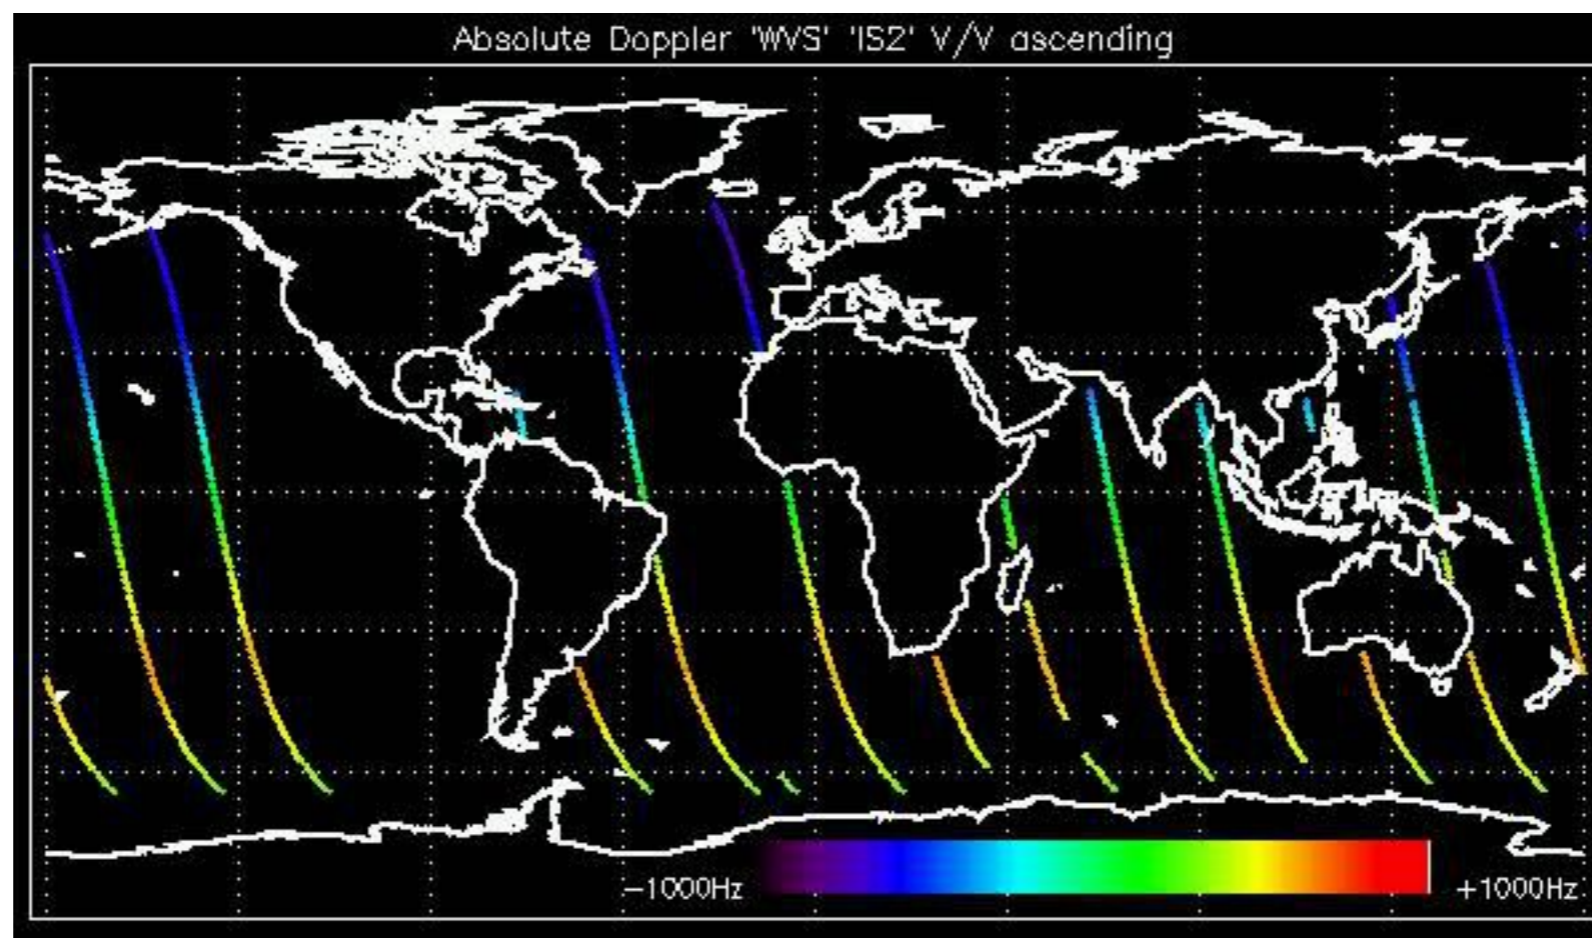 Absolute Doppler 'WVS' 'IS2' V/V ascending
−1000Hz +1000Hz